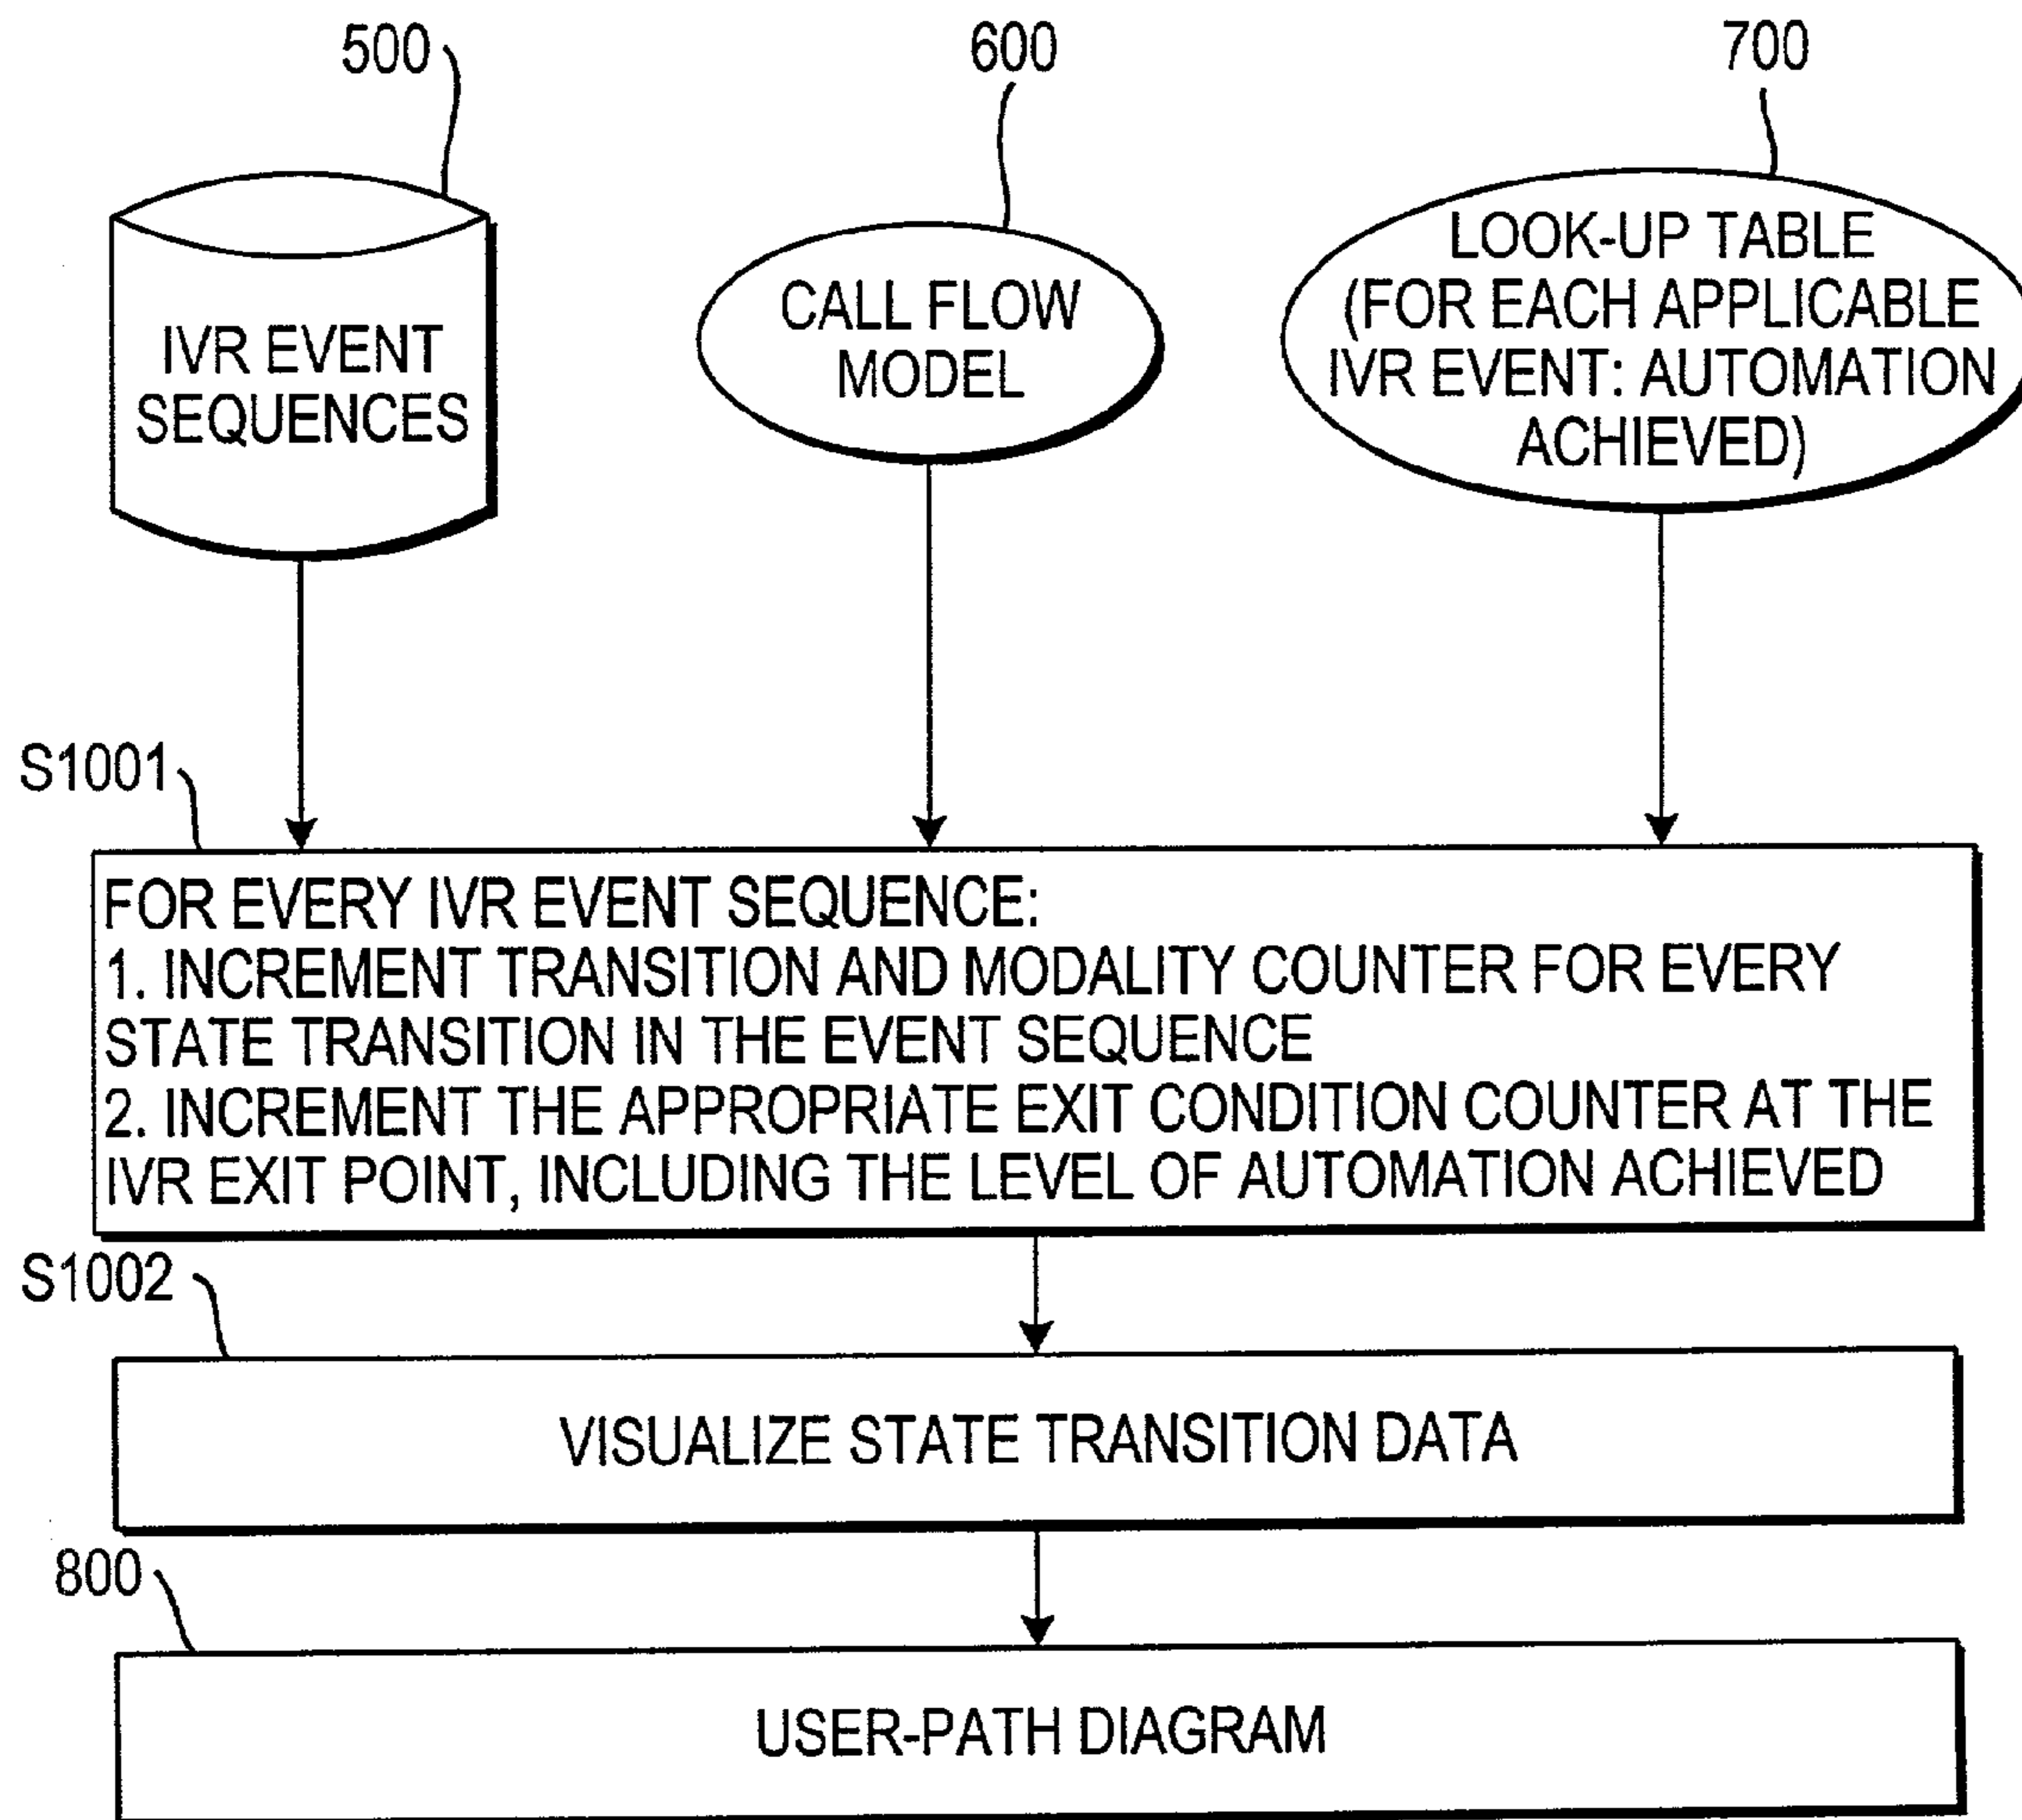 500
600
700
IVR EVENT
SEQUENCES
CALL FLOW
MODEL
LOOK-UP TABLE
(FOR EACH APPLICABLE
IVR EVENT: AUTOMATION
ACHIEVED)
S1001
FOR EVERY IVR EVENT SEQUENCE:
1. INCREMENT TRANSITION AND MODALITY COUNTER FOR EVERY
STATE TRANSITION IN THE EVENT SEQUENCE
2. INCREMENT THE APPROPRIATE EXIT CONDITION COUNTER AT THE
IVR EXIT POINT, INCLUDING THE LEVEL OF AUTOMATION ACHIEVED
S1002
VISUALIZE STATE TRANSITION DATA
800
USER-PATH DIAGRAM